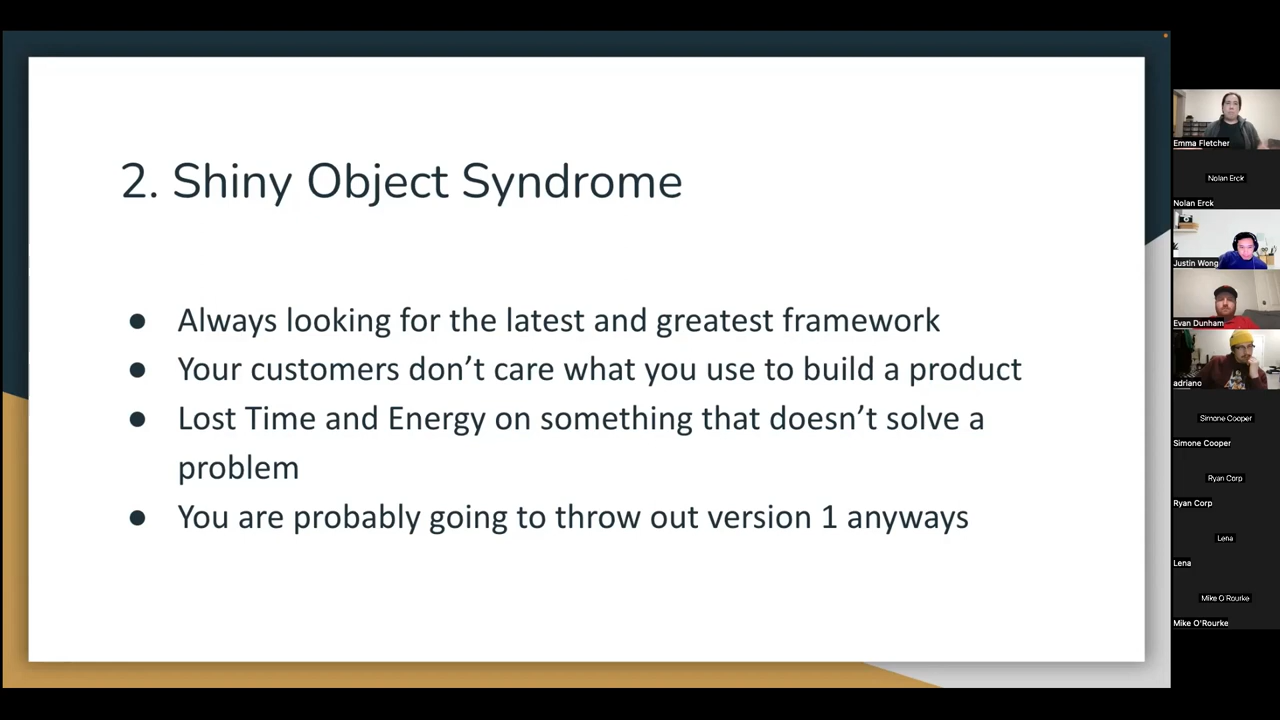 2. Shiny Object Syndrome
● Always looking for the latest and greatest framework
● Your customers don’t care what you use to build a product
● Lost Time and Energy on something that doesn’t solve a
problem
● You are probably going to throw out version 1 anyways
Emma Fletcher
Nolan Erck
Nolan Erck
Justin Wong
Evan Dunham
adriano
Simone Cooper
Simone Cooper
Ryan Corp
Ryan Corp
Lena
Lena
Mike O'Rourke
Mike O'Rourke